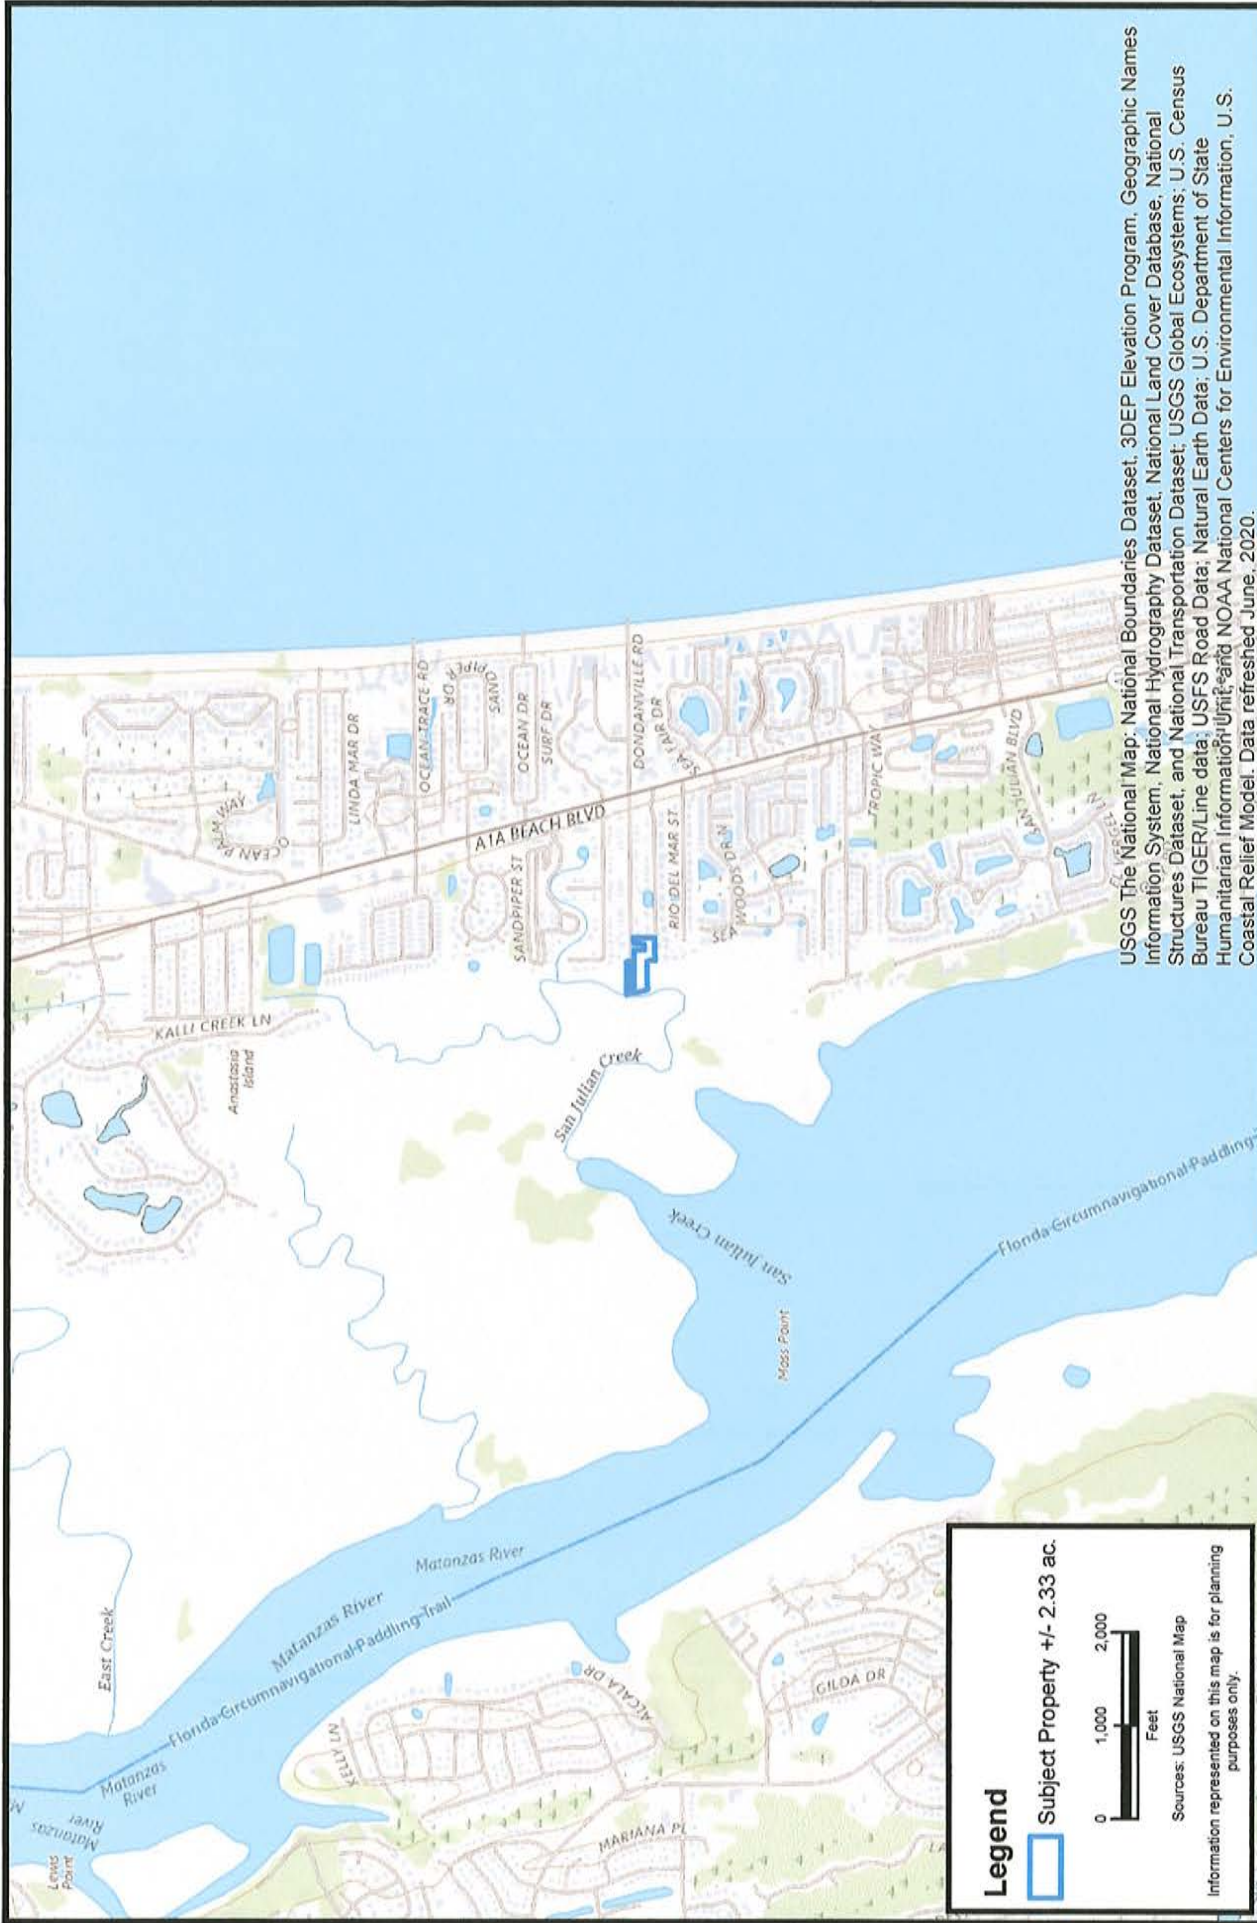 Lewis
Point
Matanzas
River
Matanzas
River
East Creek
Florida Circumnavigational Paddling Trail
Matanzas River
Matanzas River
KELLY LN
ALCALA DR
MARIANA PL
GILDA DR
Moss Point
San Julian Creek
San Julian Creek
Florida Circumnavigational Paddling
Anastasia
Island
KALLI CREEK LN
OCEAN PALM WAY
LINDA MAR DR
OCEAN TRACE RD
SANDPIPER DR
OCEAN DR
SURF DR
A1A BEACH BLVD
SANDPIPER ST
DONDANVILLE RD
SEA FAIR DR
RIO DEL MAR ST
SEA WOODS DR N
TROPIC WAY
SAN JULIAN BLVD
Legend
Subject Property +/- 2.33 ac.
0 1,000 2,000
Feet
Sources: USGS National Map
Information represented on this map is for planning
purposes only.
USGS The National Map: National Boundaries Dataset, 3DEP Elevation Program, Geographic Names
Information System, National Hydrography Dataset, National Land Cover Database, National
Structures Dataset, and National Transportation Dataset; USGS Global Ecosystems; U.S. Census
Bureau TIGER/Line data; USFS Road Data; Natural Earth Data; U.S. Department of State
Humanitarian Information Unit; and NOAA National Centers for Environmental Information, U.S.
Coastal Relief Model. Data refreshed June, 2020.